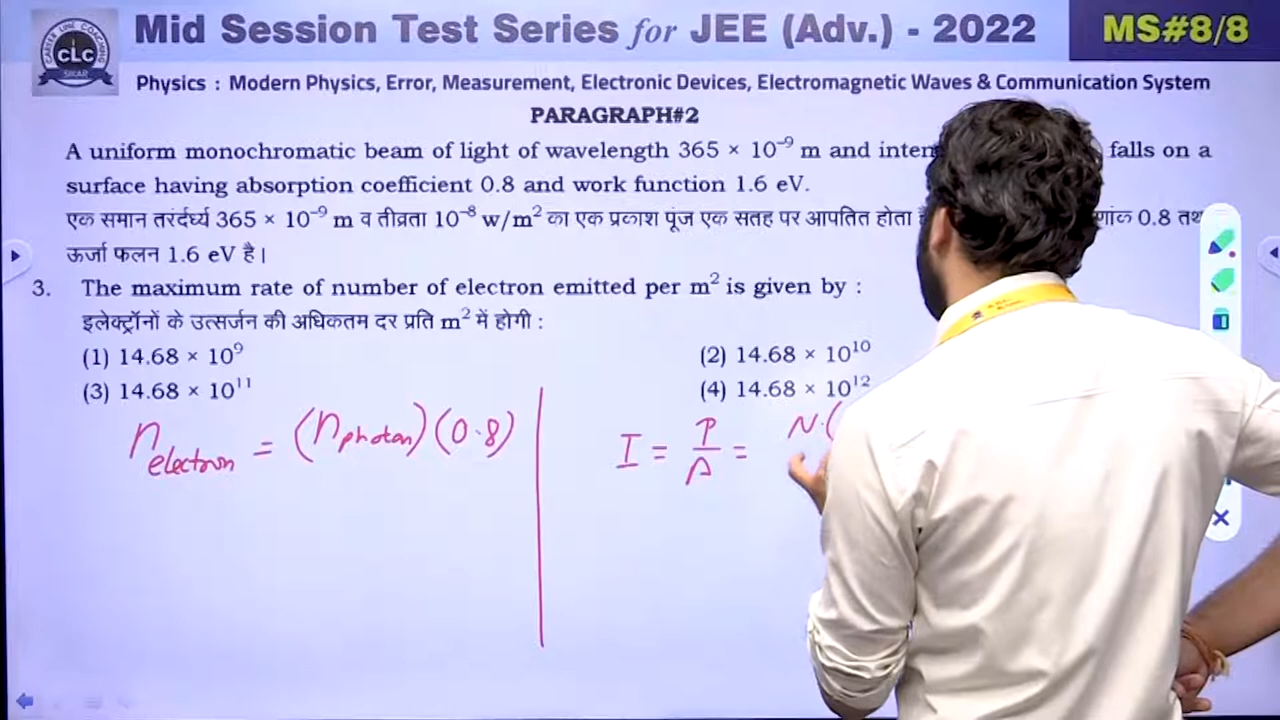 CLC
SIKAR
Mid Session Test Series for JEE (Adv.) - 2022
MS#8/8
Physics : Modern Physics, Error, Measurement, Electronic Devices, Electromagnetic Waves & Communication System
PARAGRAPH#2
A uniform monochromatic beam of light of wavelength 365 × 10⁻⁹ m and falls on a
surface having absorption coefficient 0.8 and work function 1.6 eV.
एक समान तरंर्दर्घ्य 365 × 10⁻⁹ m व तीव्रता 10⁻⁸ w/m² का एक प्रकाश पूंज एक सतह पर आपतित होता 0.8
ऊर्जा फलन 1.6 eV है।
3. The maximum rate of number of electron emitted per m² is given by :
इलेक्ट्रॉनों के उत्सर्जन की अधिकतम दर प्रति m² में होगी :
(1) 14.68 × 10⁹ (2) 14.68 × 10¹⁰
(3) 14.68 × 10¹¹ (4) 14.68 × 10¹²
n electron = (n photon)(0.8)
I = P/A = N.(